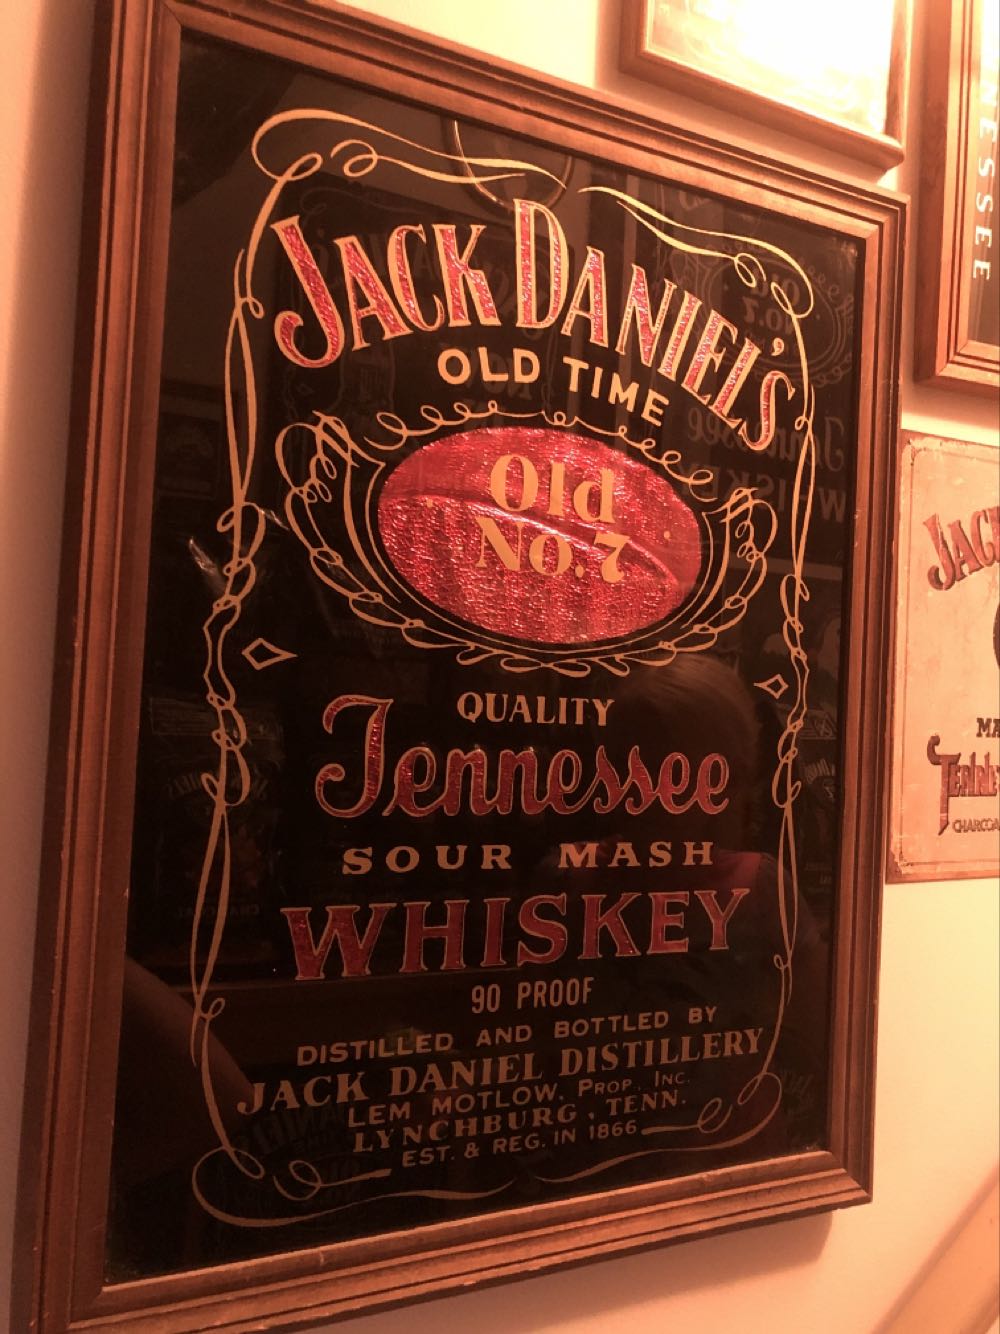 JACK DANIEL'S
OLD TIME
Old
No.7
QUALITY
Tennessee
SOUR MASH
WHISKEY
90 PROOF
DISTILLED AND BOTTLED BY
JACK DANIEL DISTILLERY
LEM MOTLOW, PROP. INC.
LYNCHBURG, TENN.
EST. & REG. IN 1866